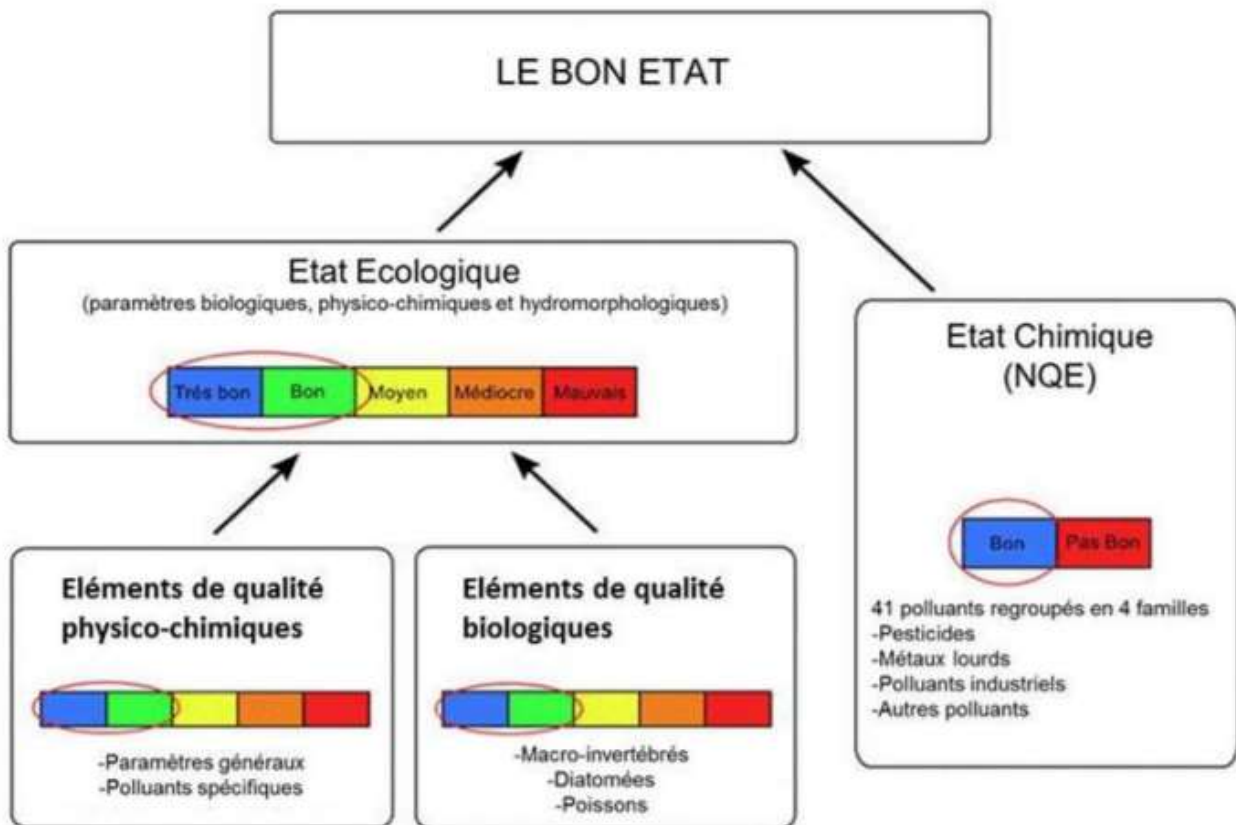 LE BON ETAT
Etat Ecologique
(paramètres biologiques, physico-chimiques et hydromorphologiques)
Trés bon
Bon
Moyen
Médiocre
Mauvais
Eléments de qualité
physico-chimiques
-Paramètres généraux
-Polluants spécifiques
Eléments de qualité
biologiques
-Macro-invertébrés
-Diatomées
-Poissons
Etat Chimique
(NQE)
Bon
Pas Bon
41 polluants regroupés en 4 familles
-Pesticides
-Métaux lourds
-Polluants industriels
-Autres polluants